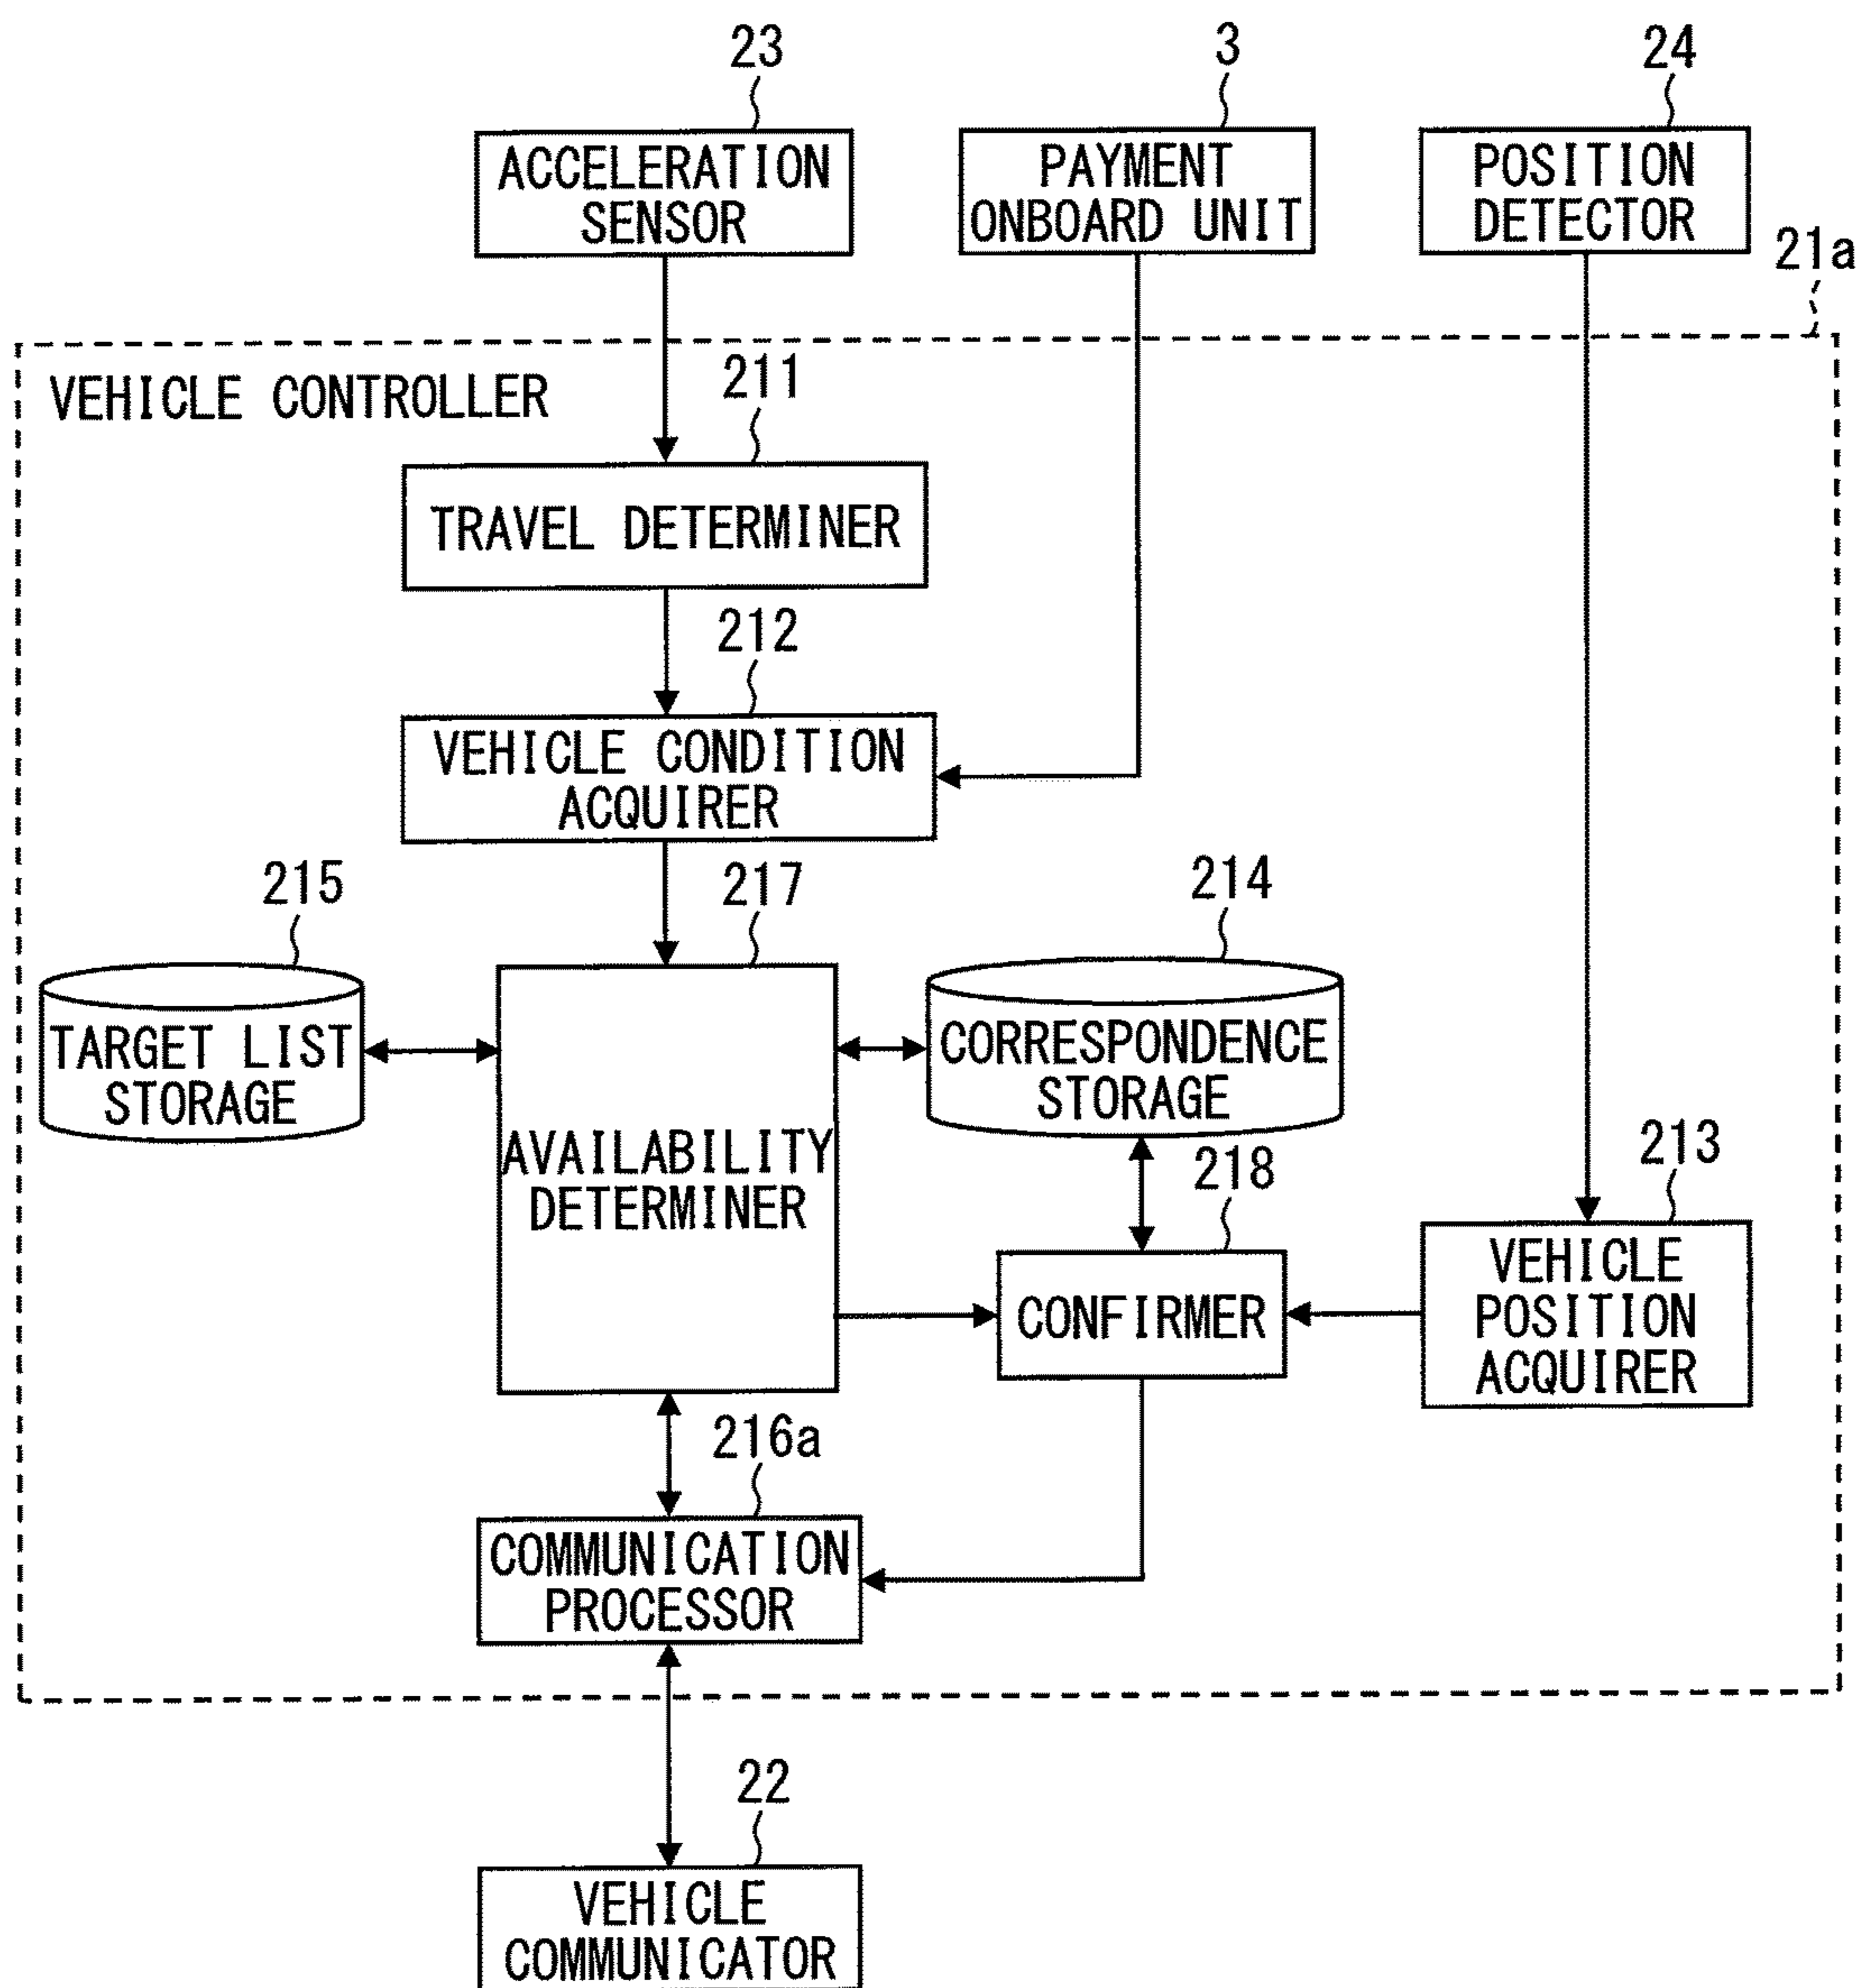 23
3
24
ACCELERATION
SENSOR
PAYMENT
ONBOARD UNIT
POSITION
DETECTOR
21a
VEHICLE CONTROLLER
211
TRAVEL DETERMINER
212
VEHICLE CONDITION
ACQUIRER
215
217
214
TARGET LIST
STORAGE
CORRESPONDENCE
STORAGE
AVAILABILITY
DETERMINER
218
213
CONFIRMER
VEHICLE
POSITION
ACQUIRER
216a
COMMUNICATION
PROCESSOR
22
VEHICLE
COMMUNICATOR